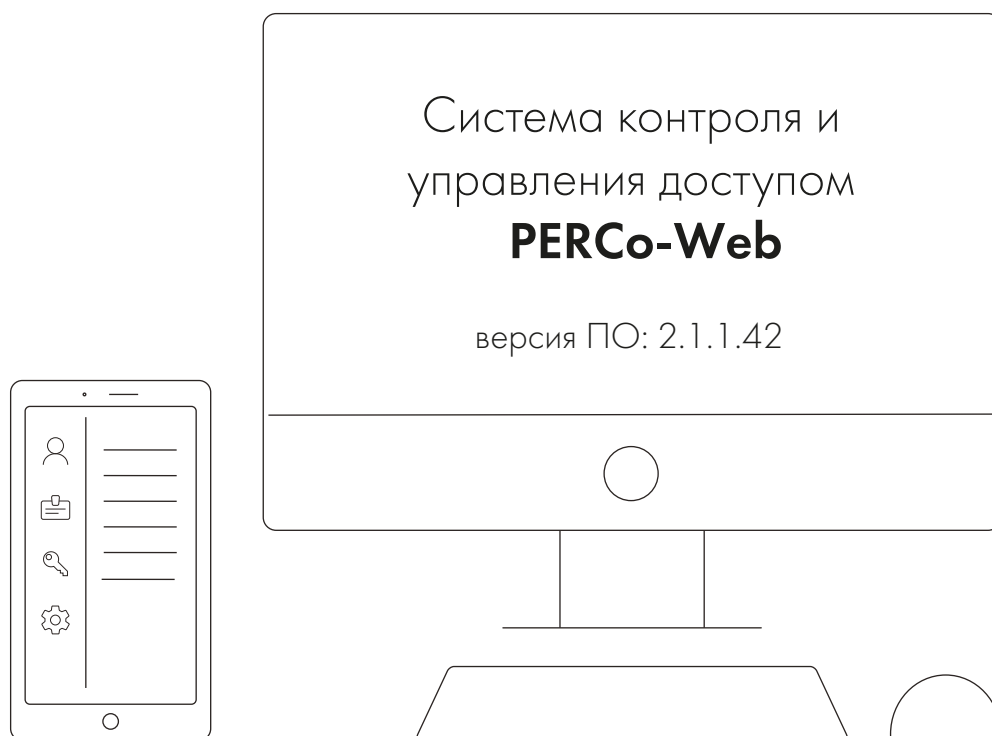 Система контроля и
управления доступом
PERCo-Web
версия ПО: 2.1.1.42